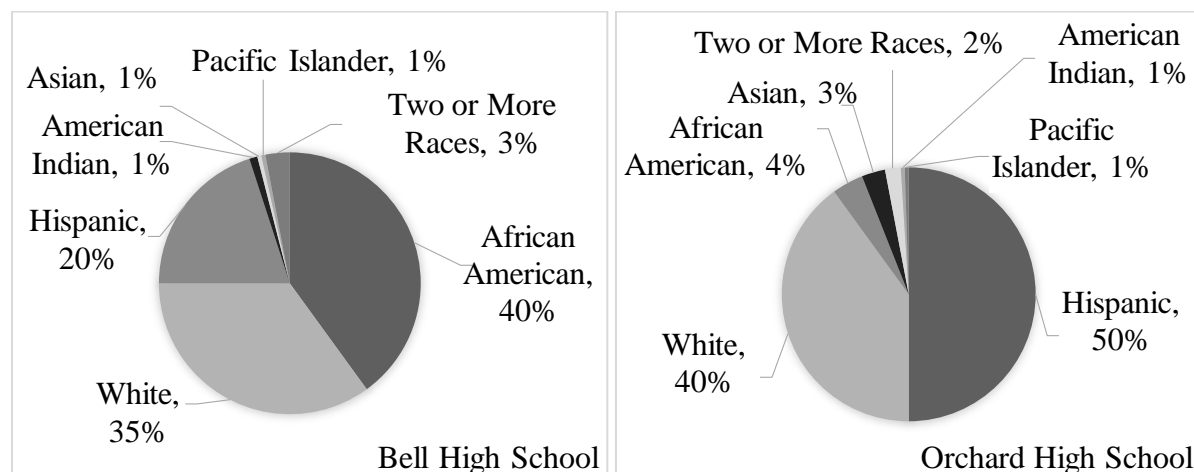 Pacific Islander, 1%
Asian, 1%
Two or More
Races, 3%
American
Indian, 1%
Hispanic,
20%
African
American,
40%
White,
35%
Bell High School
Two or More Races, 2%
American
Indian, 1%
Asian, 3%
African
American, 4%
Pacific
Islander, 1%
Hispanic,
50%
White,
40%
Orchard High School